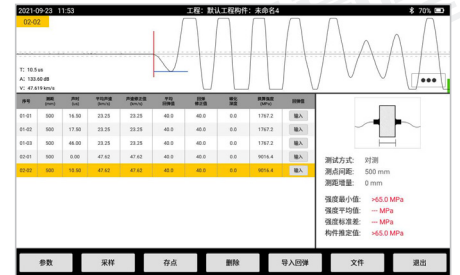 2021-09-23 11:53 工程: 默认工程构件: 未命名4 70%
02-02
T: 10.5 us
A: 133.60 dB
V: 47.619 km/s
序号 测距(mm) 声时(us) 平均声速(km/s) 声速修正值(km/s) 平均回弹值 回弹修正值 碳化深度 换算强度(MPa) 回弹值
01-01 500 16.50 23.25 23.25 40.0 40.0 0.0 1767.2 输入
01-02 500 17.50 23.25 23.25 40.0 40.0 0.0 1767.2 输入
01-03 500 46.00 23.25 23.25 40.0 40.0 0.0 1767.2 输入
02-01 500 0.00 47.62 47.62 40.0 40.0 0.0 9016.4 输入
02-02 500 10.50 47.62 47.62 40.0 40.0 0.0 9016.4 输入
测试方式: 对测
测点间距: 500 mm
测距增量: 0 mm
强度最小值: >65.0 MPa
强度平均值: --- MPa
强度标准差: --- MPa
构件推定值: >65.0 MPa
参数 采样 存点 删除 导入回弹 文件 退出